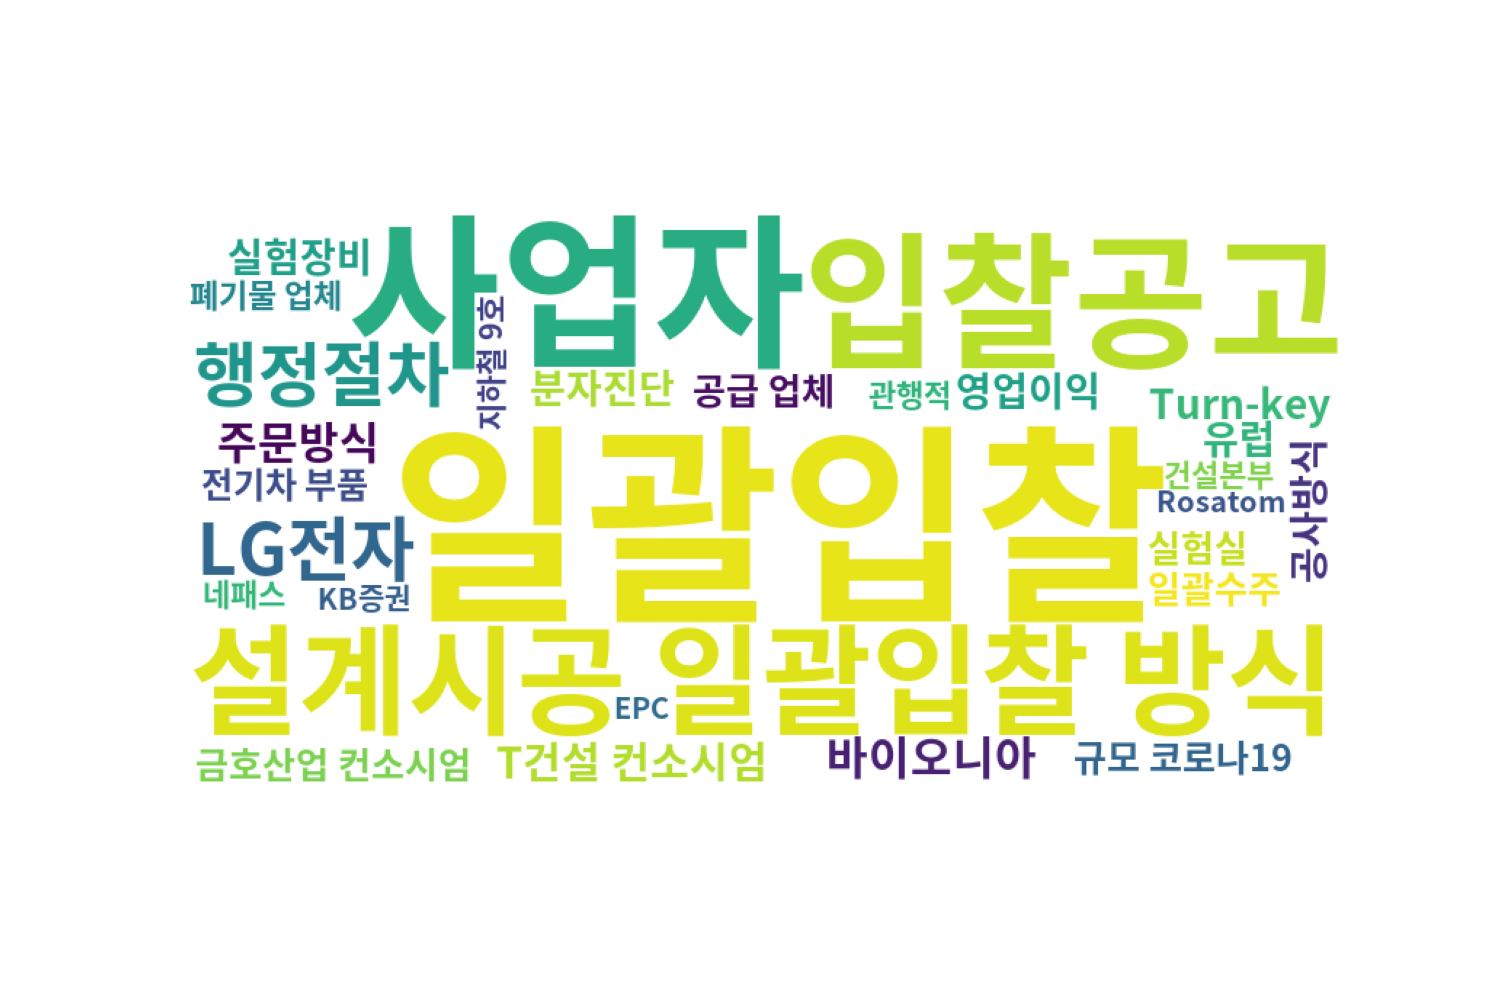 사업자
입찰공고
실험장비
폐기물 업체
지하철 9호
행정절차
분자진단
공급 업체
관행적
영업이익
Turn-key
유럽
주문방식
전기차 부품
일괄입찰
건설본부
Rosatom
공사방식
LG전자
실험실
일괄수주
네패스
KB증권
설계시공 일괄입찰 방식
EPC
금호산업 컨소시엄
T건설 컨소시엄
바이오니아
규모 코로나19